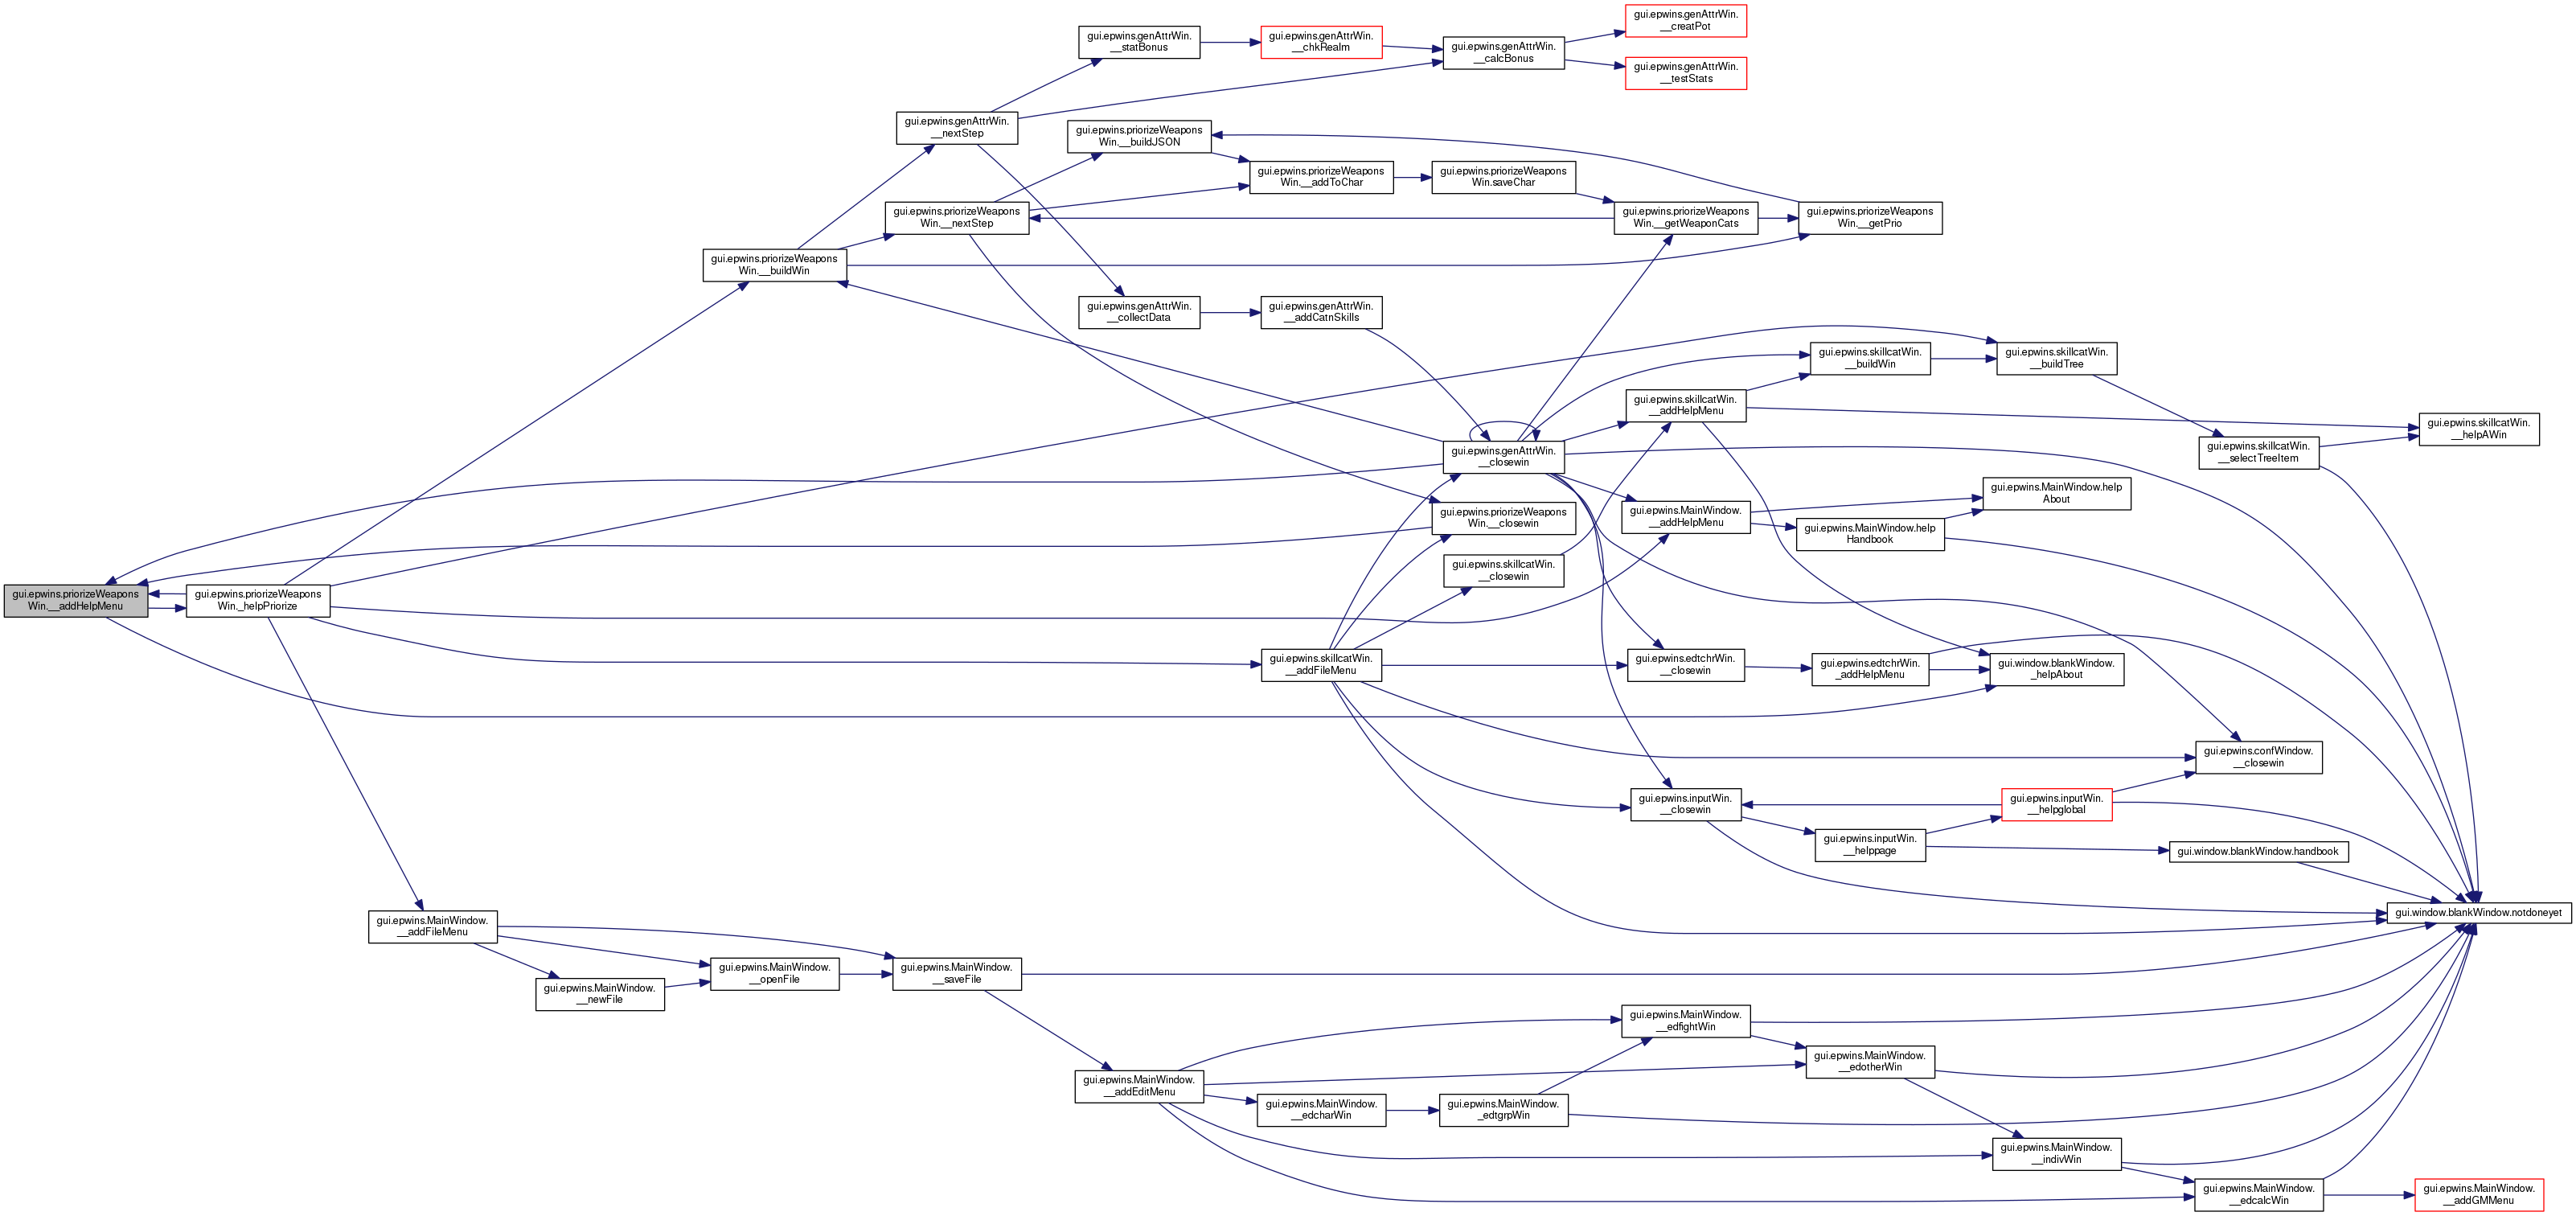 gui.epwins.genAttrWin.
__creatPot
gui.epwins.genAttrWin.
__statBonus
gui.epwins.genAttrWin.
__chkRealm
gui.epwins.genAttrWin.
__calcBonus
gui.epwins.genAttrWin.
__testStats
gui.epwins.genAttrWin.
__nextStep
gui.epwins.priorizeWeapons
Win.__buildJSON
gui.epwins.priorizeWeapons
Win.__addToChar
gui.epwins.priorizeWeapons
Win.saveChar
gui.epwins.priorizeWeapons
Win.__nextStep
gui.epwins.priorizeWeapons
Win.__getWeaponCats
gui.epwins.priorizeWeapons
Win.__getPrio
gui.epwins.priorizeWeapons
Win.__buildWin
gui.epwins.genAttrWin.
__collectData
gui.epwins.genAttrWin.
__addCatnSkills
gui.epwins.skillcatWin.
__buildWin
gui.epwins.skillcatWin.
__buildTree
gui.epwins.skillcatWin.
__addHelpMenu
gui.epwins.skillcatWin.
__helpAWin
gui.epwins.genAttrWin.
__closewin
gui.epwins.skillcatWin.
__selectTreeItem
gui.epwins.MainWindow.help
About
gui.epwins.priorizeWeapons
Win.__closewin
gui.epwins.MainWindow.
__addHelpMenu
gui.epwins.MainWindow.help
Handbook
gui.epwins.skillcatWin.
__closewin
gui.epwins.priorizeWeapons
Win.__addHelpMenu
gui.epwins.priorizeWeapons
Win._helpPriorize
gui.epwins.skillcatWin.
__addFileMenu
gui.epwins.edtchrWin.
__closewin
gui.epwins.edtchrWin.
_addHelpMenu
gui.window.blankWindow.
_helpAbout
gui.epwins.confWindow.
__closewin
gui.epwins.inputWin.
__closewin
gui.epwins.inputWin.
__helpglobal
gui.epwins.inputWin.
__helppage
gui.window.blankWindow.handbook
gui.window.blankWindow.notdoneyet
gui.epwins.MainWindow.
__addFileMenu
gui.epwins.MainWindow.
__newFile
gui.epwins.MainWindow.
__openFile
gui.epwins.MainWindow.
__saveFile
gui.epwins.MainWindow.
__edfightWin
gui.epwins.MainWindow.
__edotherWin
gui.epwins.MainWindow.
__addEditMenu
gui.epwins.MainWindow.
__edcharWin
gui.epwins.MainWindow.
_edtgrpWin
gui.epwins.MainWindow.
__indivWin
gui.epwins.MainWindow.
__edcalcWin
gui.epwins.MainWindow.
__addGMMenu